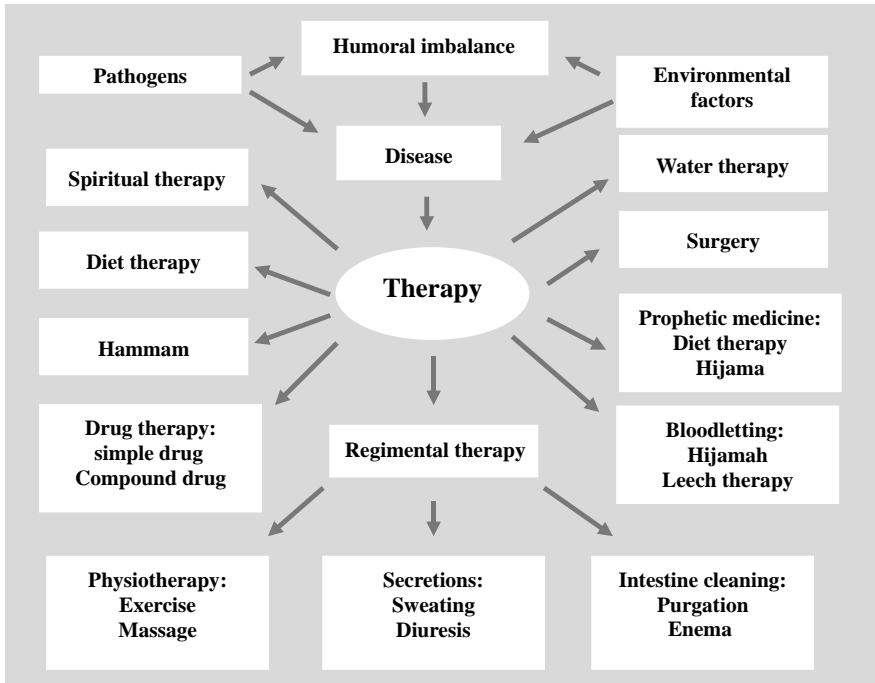 Humoral imbalance
Pathogens
Environmental
factors
Disease
Spiritual therapy
Water therapy
Diet therapy
Surgery
Therapy
Hammam
Prophetic medicine:
Diet therapy
Hijama
Drug therapy:
simple drug
Compound drug
Regimental therapy
Bloodletting:
Hijamah
Leech therapy
Physiotherapy:
Exercise
Massage
Secretions:
Sweating
Diuresis
Intestine cleaning:
Purgation
Enema